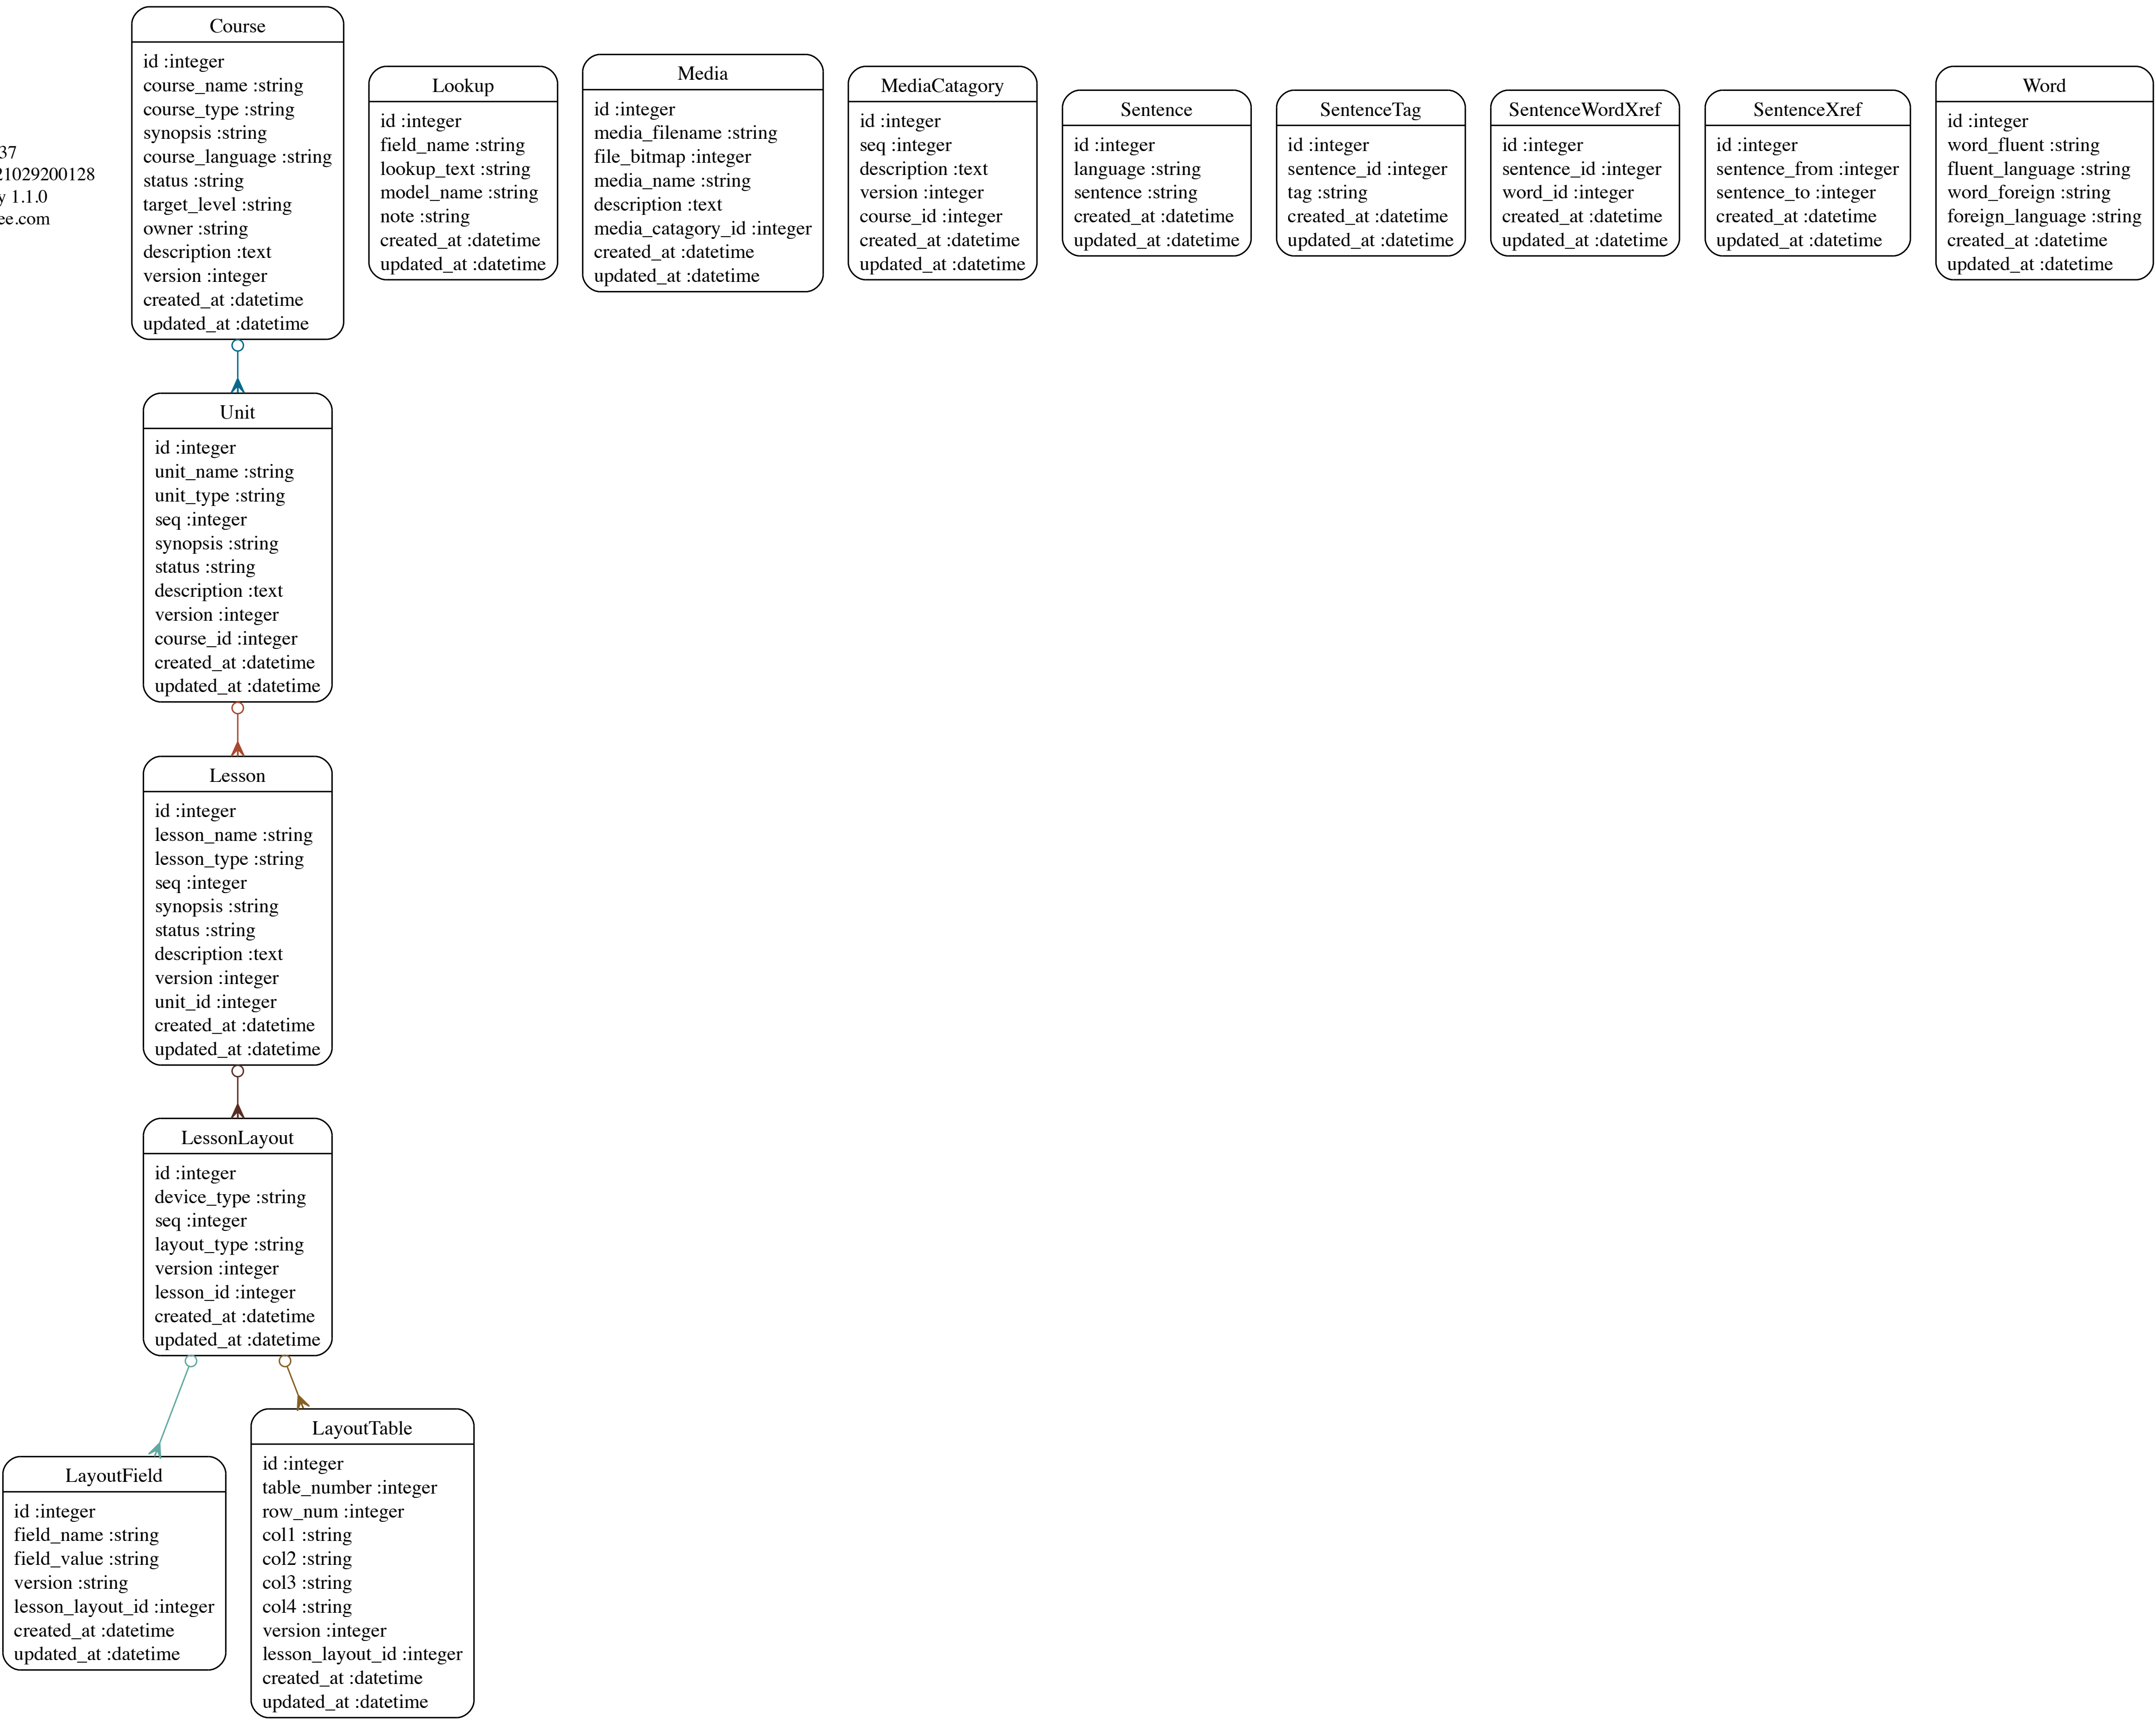 37
21029200128
y 1.1.0
ee.com
Course
id :integer
course_name :string
course_type :string
synopsis :string
course_language :string
status :string
target_level :string
owner :string
description :text
version :integer
created_at :datetime
updated_at :datetime
Lookup
id :integer
field_name :string
lookup_text :string
model_name :string
note :string
created_at :datetime
updated_at :datetime
Media
id :integer
media_filename :string
file_bitmap :integer
media_name :string
description :text
media_catagory_id :integer
created_at :datetime
updated_at :datetime
MediaCatagory
id :integer
seq :integer
description :text
version :integer
course_id :integer
created_at :datetime
updated_at :datetime
Sentence
id :integer
language :string
sentence :string
created_at :datetime
updated_at :datetime
SentenceTag
id :integer
sentence_id :integer
tag :string
created_at :datetime
updated_at :datetime
SentenceWordXref
id :integer
sentence_id :integer
word_id :integer
created_at :datetime
updated_at :datetime
SentenceXref
id :integer
sentence_from :integer
sentence_to :integer
created_at :datetime
updated_at :datetime
Word
id :integer
word_fluent :string
fluent_language :string
word_foreign :string
foreign_language :string
created_at :datetime
updated_at :datetime
Unit
id :integer
unit_name :string
unit_type :string
seq :integer
synopsis :string
status :string
description :text
version :integer
course_id :integer
created_at :datetime
updated_at :datetime
Lesson
id :integer
lesson_name :string
lesson_type :string
seq :integer
synopsis :string
status :string
description :text
version :integer
unit_id :integer
created_at :datetime
updated_at :datetime
LessonLayout
id :integer
device_type :string
seq :integer
layout_type :string
version :integer
lesson_id :integer
created_at :datetime
updated_at :datetime
LayoutField
id :integer
field_name :string
field_value :string
version :string
lesson_layout_id :integer
created_at :datetime
updated_at :datetime
LayoutTable
id :integer
table_number :integer
row_num :integer
col1 :string
col2 :string
col3 :string
col4 :string
version :integer
lesson_layout_id :integer
created_at :datetime
updated_at :datetime